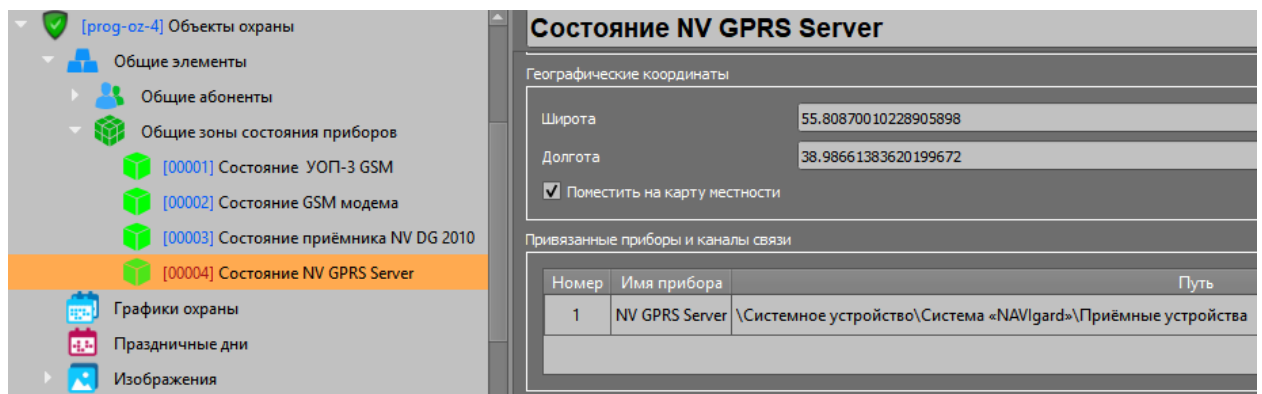 [prog-oz-4] Объекты охраны
Общие элементы
Общие абоненты
Общие зоны состояния приборов
[00001] Состояние УОП-3 GSM
[00002] Состояние GSM модема
[00003] Состояние приёмника NV DG 2010
[00004] Состояние NV GPRS Server
Графики охраны
Праздничные дни
Изображения
Состояние NV GPRS Server
Географические координаты
Широта 55.80870010228905898
Долгота 38.98661383620199672
Поместить на карту местности
Привязанные приборы и каналы связи
Номер Имя прибора Путь
1 NV GPRS Server \Системное устройство\Система «NAVIgard»\Приёмные устройства